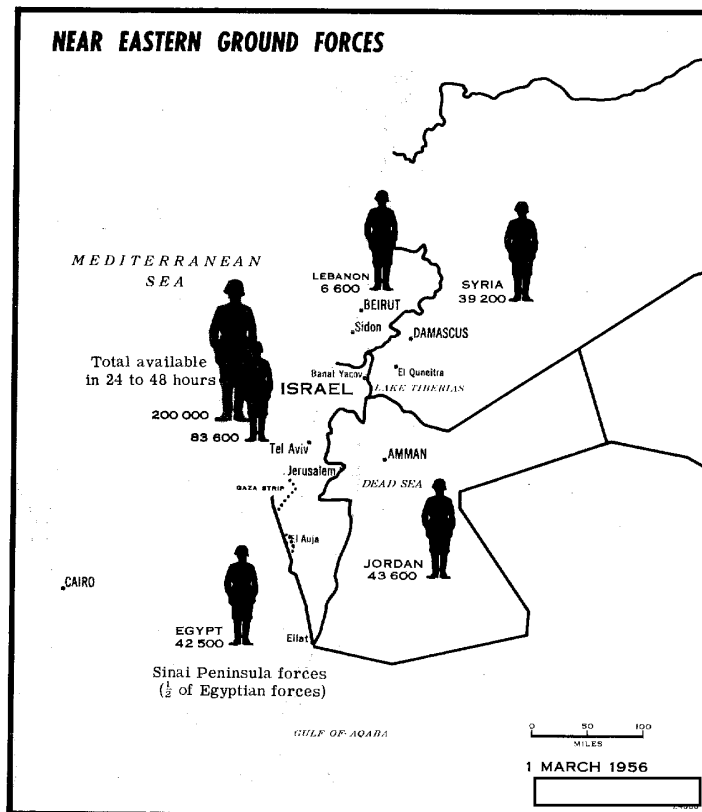 NEAR EASTERN GROUND FORCES
MEDITERRANEAN
SEA
LEBANON
6 600
SYRIA
39 200
BEIRUT
Sidon
DAMASCUS
Total available
in 24 to 48 hours
200 000
83 600
Banat Yacov
El Quneitra
ISRAEL
LAKE TIBERIAS
Tel Aviv
AMMAN
Jerusalem
DEAD SEA
GAZA STRIP
El Auja
JORDAN
43 600
CAIRO
EGYPT
42 500
Eilat
Sinai Peninsula forces
(½ of Egyptian forces)
GULF OF AQABA
0 50 100
MILES
1 MARCH 1956